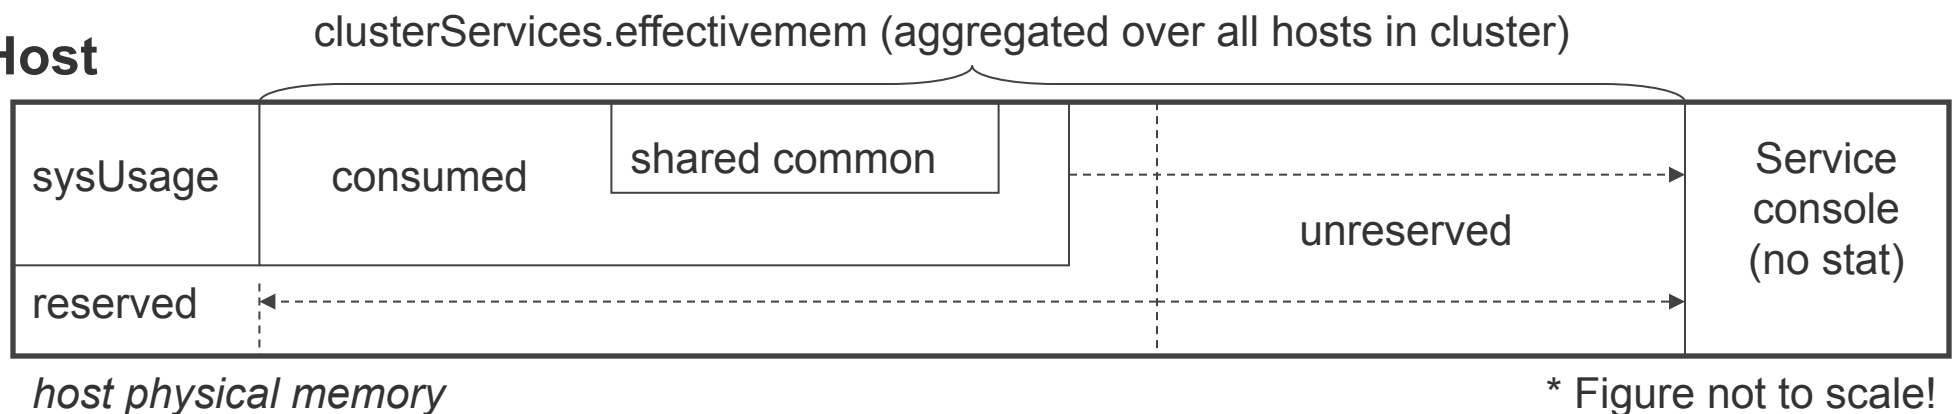 clusterServices.effectivemem (aggregated over all hosts in cluster)
Host
sysUsage
consumed
shared common
unreserved
reserved
Service
console
(no stat)
host physical memory
* Figure not to scale!